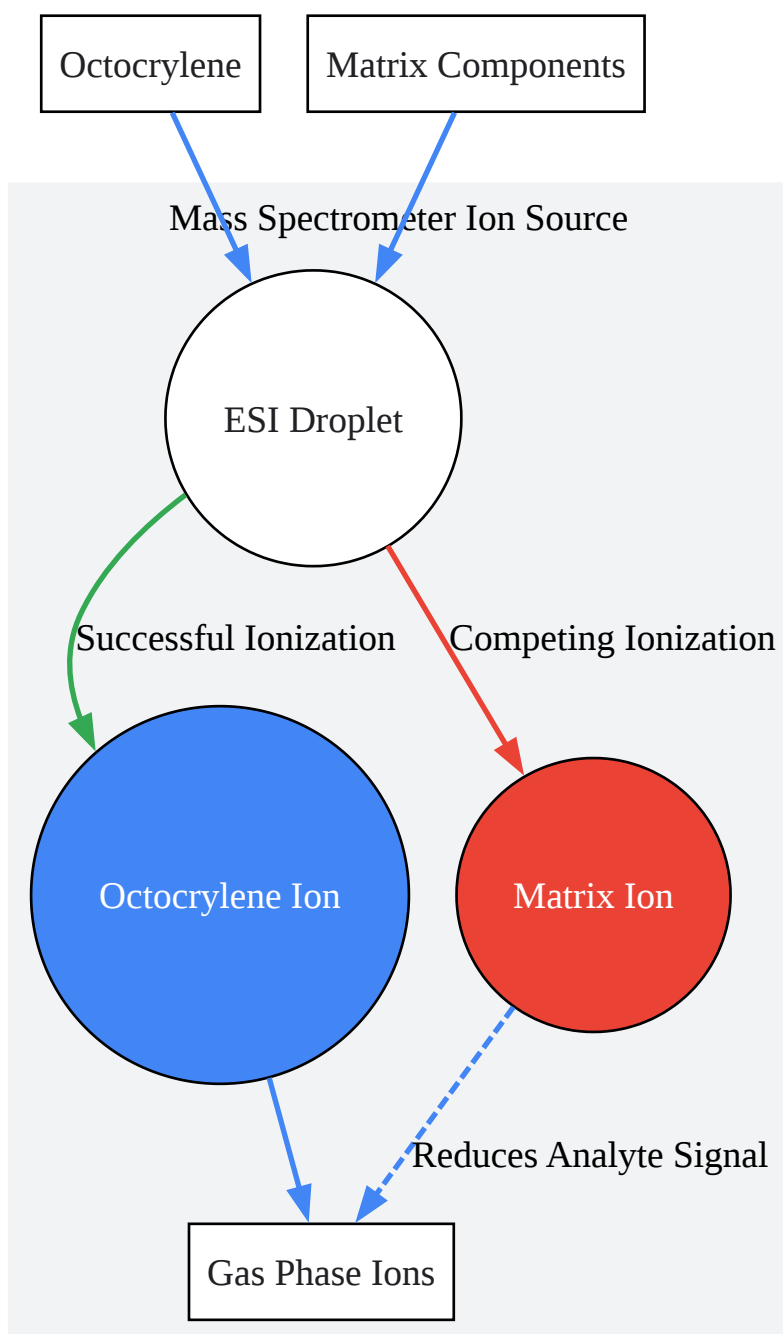 Octocrylene
Matrix Components
Mass Spectrometer Ion Source
ESI Droplet
Successful Ionization
Competing Ionization
Octocrylene Ion
Matrix Ion
Reduces Analyte Signal
Gas Phase Ions